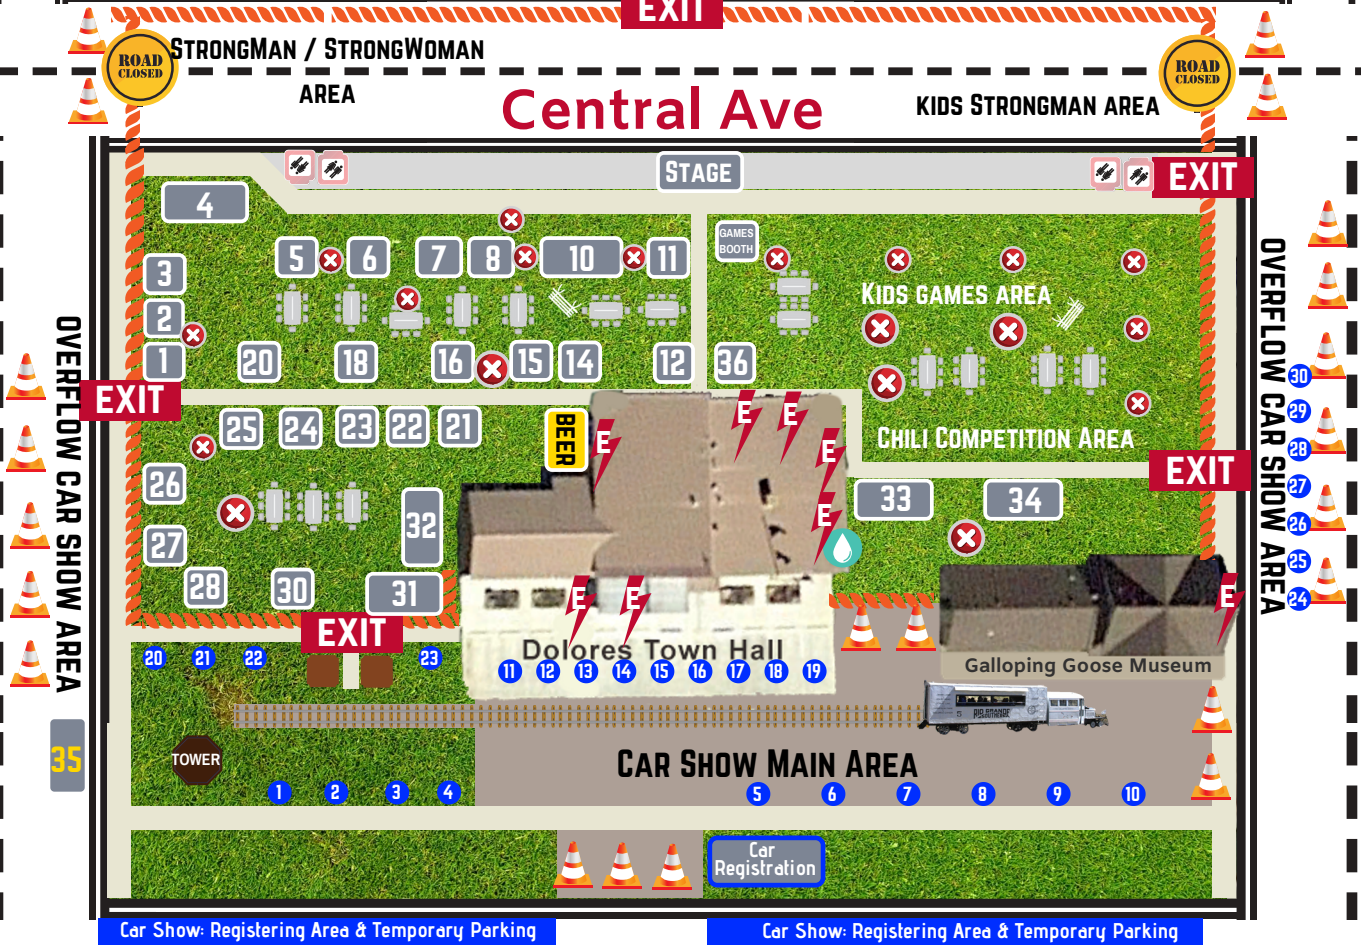 EXIT
STRONGMAN / STRONGWOMAN
AREA
ROAD
CLOSED
ROAD
CLOSED
Central Ave
KIDS STRONGMAN AREA
STAGE
EXIT
4
GAMES
BOOTH
3
5
6
7
8
10
11
KIDS GAMES AREA
2
1
20
18
16
15
14
12
36
EXIT
25
24
23
22
21
BEER
E
E
E
E
E
CHILI COMPETITION AREA
EXIT
26
32
33
34
27
28
30
31
E
E
E
EXIT
Dolores Town Hall
Galloping Goose Museum
20
21
22
23
11
12
13
14
15
16
17
18
19
RIO GRANDE
SOUTHERN
TOWER
CAR SHOW MAIN AREA
1
2
3
4
5
6
7
8
9
10
Car
Registration
OVERFLOW CAR SHOW AREA
35
OVERFLOW CAR SHOW AREA
30
29
28
27
26
25
24
Car Show: Registering Area & Temporary Parking
Car Show: Registering Area & Temporary Parking